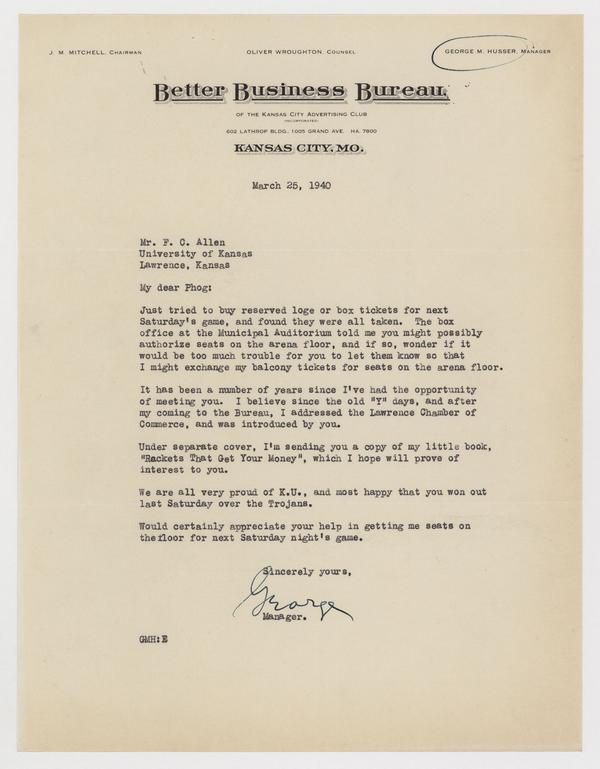 J. M. MITCHELL, CHAIRMAN
OLIVER WROUGHTON, COUNSEL
GEORGE M. HUSSER, MANAGER
Better Business Bureau
OF THE KANSAS CITY ADVERTISING CLUB
(INCORPORATED)
602 LATHROP BLDG., 1005 GRAND AVE. HA. 7800
KANSAS CITY, MO.
March 25, 1940
Mr. F. C. Allen
University of Kansas
Lawrence, Kansas
My dear Phog:
Just tried to buy reserved loge or box tickets for next
Saturday's game, and found they were all taken. The box
office at the Municipal Auditorium told me you might possibly
authorize seats on the arena floor, and if so, wonder if it
would be too much trouble for you to let them know so that
I might exchange my balcony tickets for seats on the arena floor.
It has been a number of years since I've had the opportunity
of meeting you. I believe since the old "Y" days, and after
my coming to the Bureau, I addressed the Lawrence Chamber of
Commerce, and was introduced by you.
Under separate cover, I'm sending you a copy of my little book,
"Rackets That Get Your Money", which I hope will prove of
interest to you.
We are all very proud of K.U., and most happy that you won out
last Saturday over the Trojans.
Would certainly appreciate your help in getting me seats on
the floor for next Saturday night's game.
Sincerely yours,
George
Manager.
GMH:E